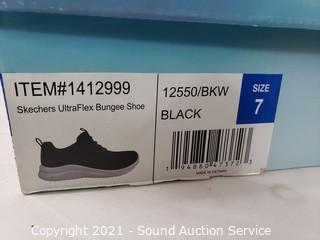 ITEM#1412999
Skechers UltraFlex Bungee Shoe
12550/BKW
BLACK
SIZE
7
MADE IN VIETNAM
Copyright 2021 - Sound Auction Service